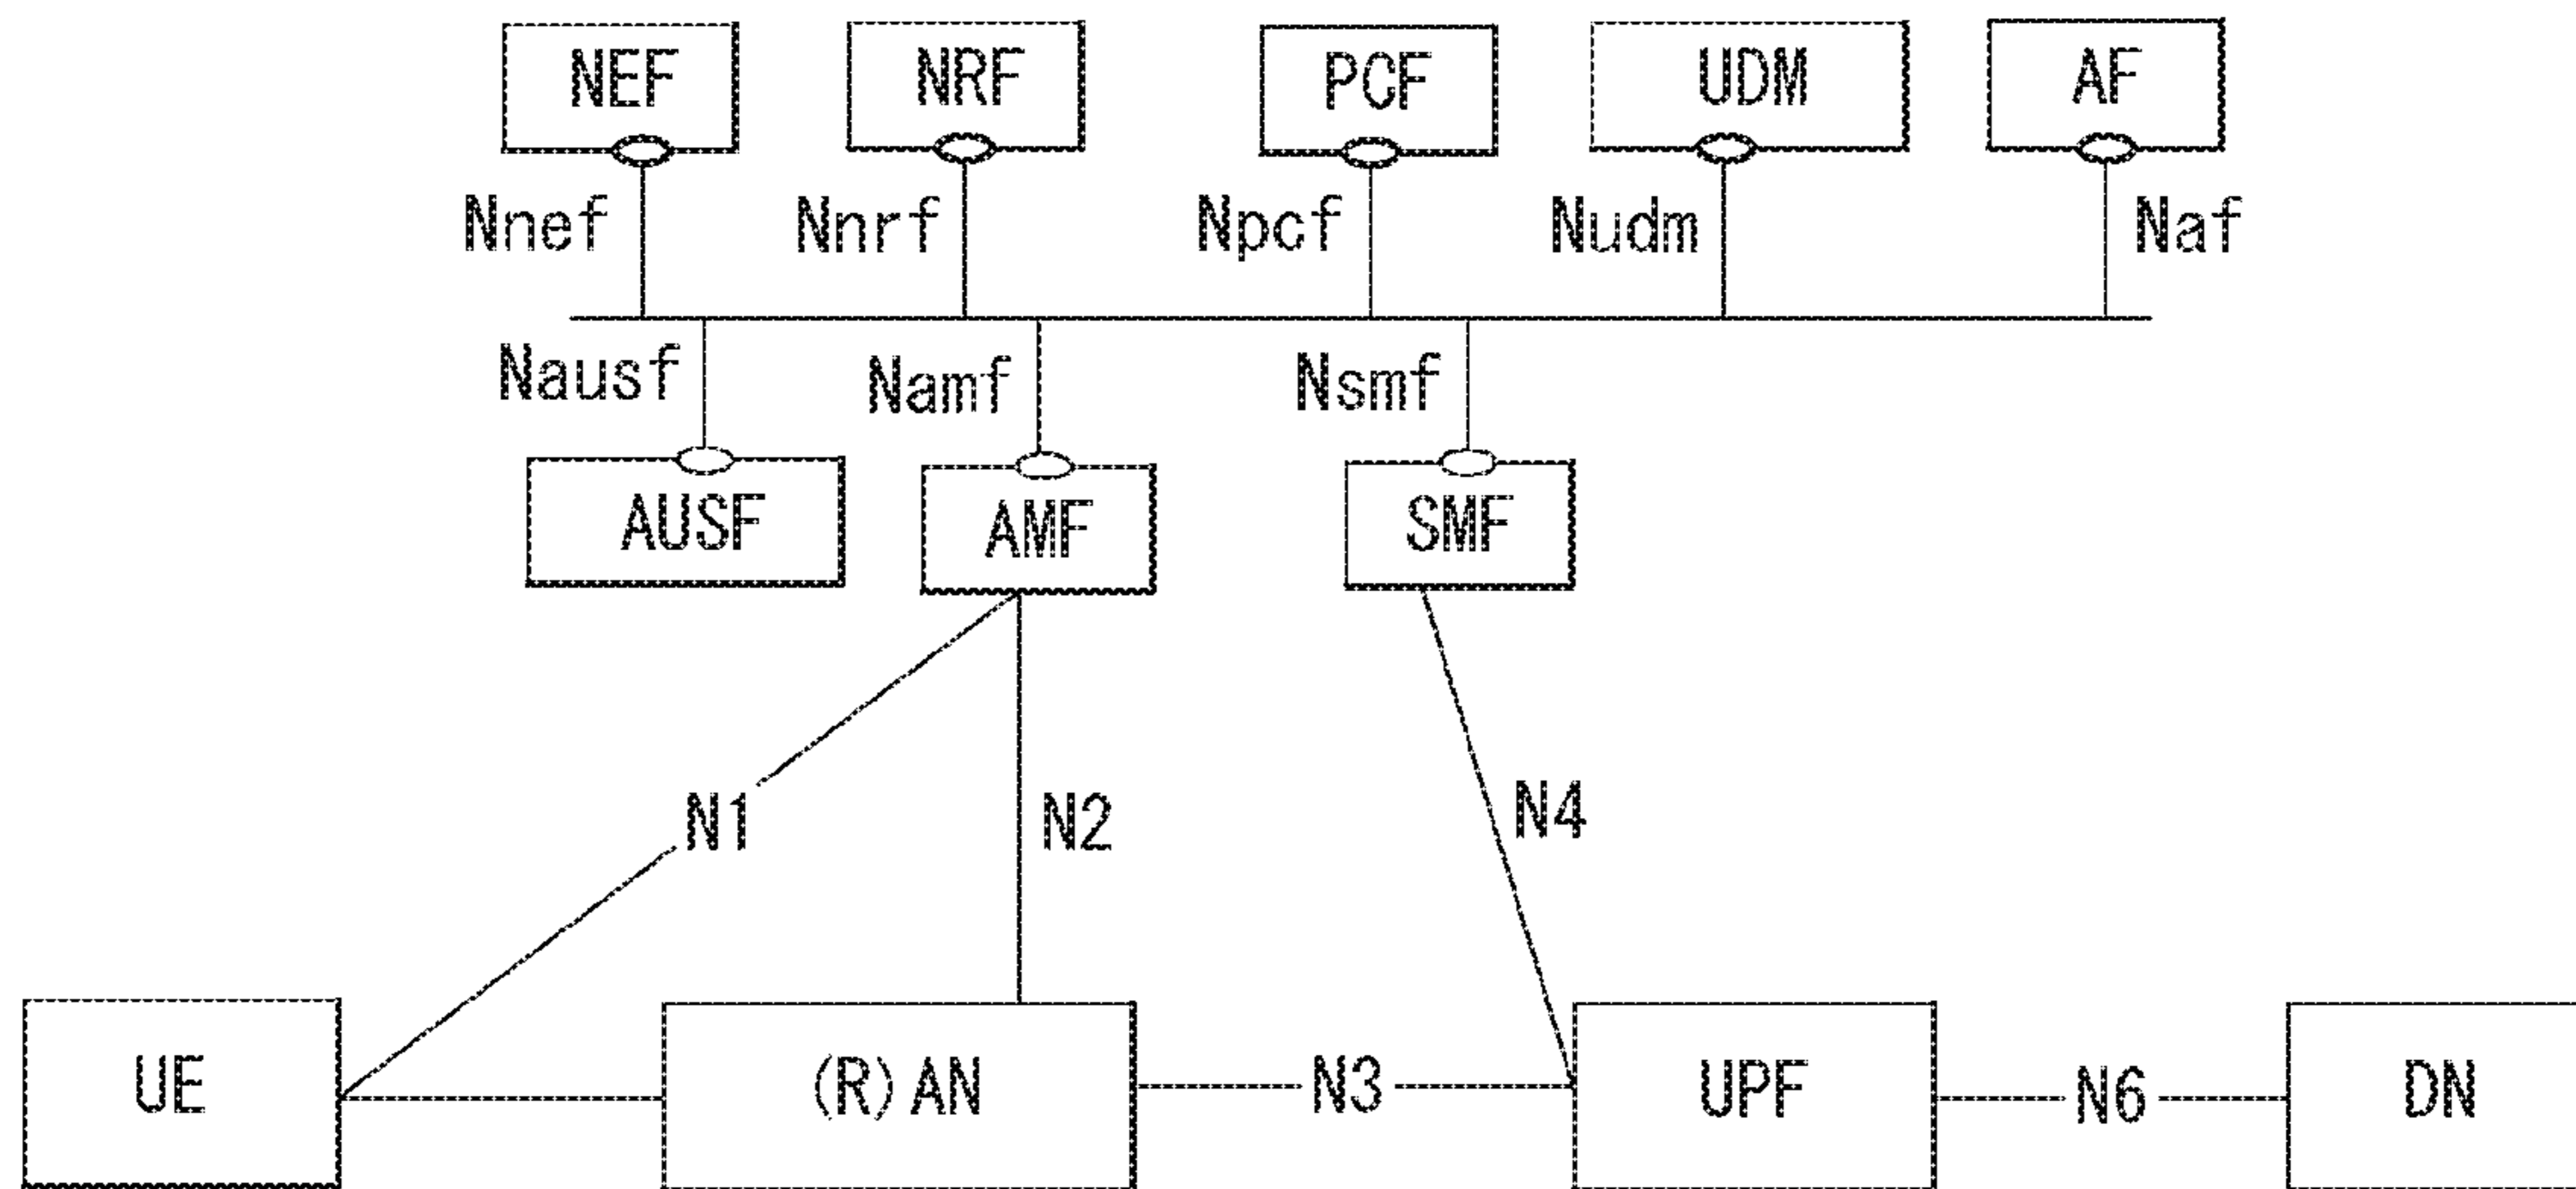 NEF NRF PCF UDM AF
Nnef Nnrf Npcf Nudm Naf
Nausf Namf Nsmf
AUSF AMF SMF
N1 N2 N4
UE (R)AN N3 UPF N6 DN